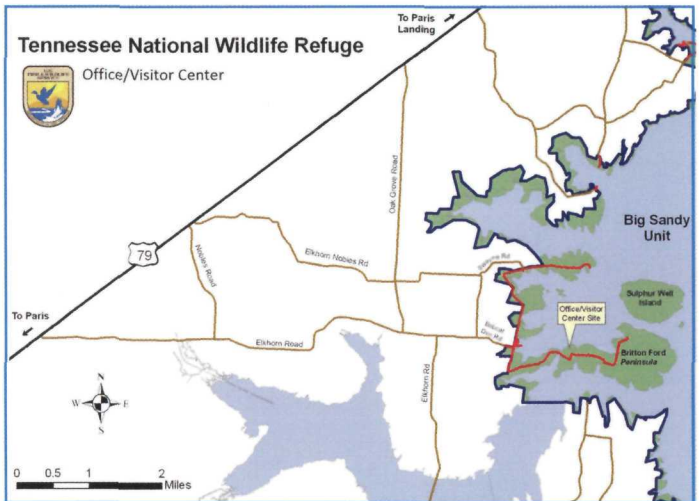 To Paris
Landing
Tennessee National Wildlife Refuge
Office/Visitor Center
Oak Grove Road
Big Sandy
Unit
79
Nobles Road
Elkhorn Nobles Rd
Sulphur Well
Island
Office/Visitor
Center Site
To Paris
Elkhorn Road
Britton Ford
Peninsula
Elkhorn Rd
N
W
E
S
0 0.5 1 2
Miles